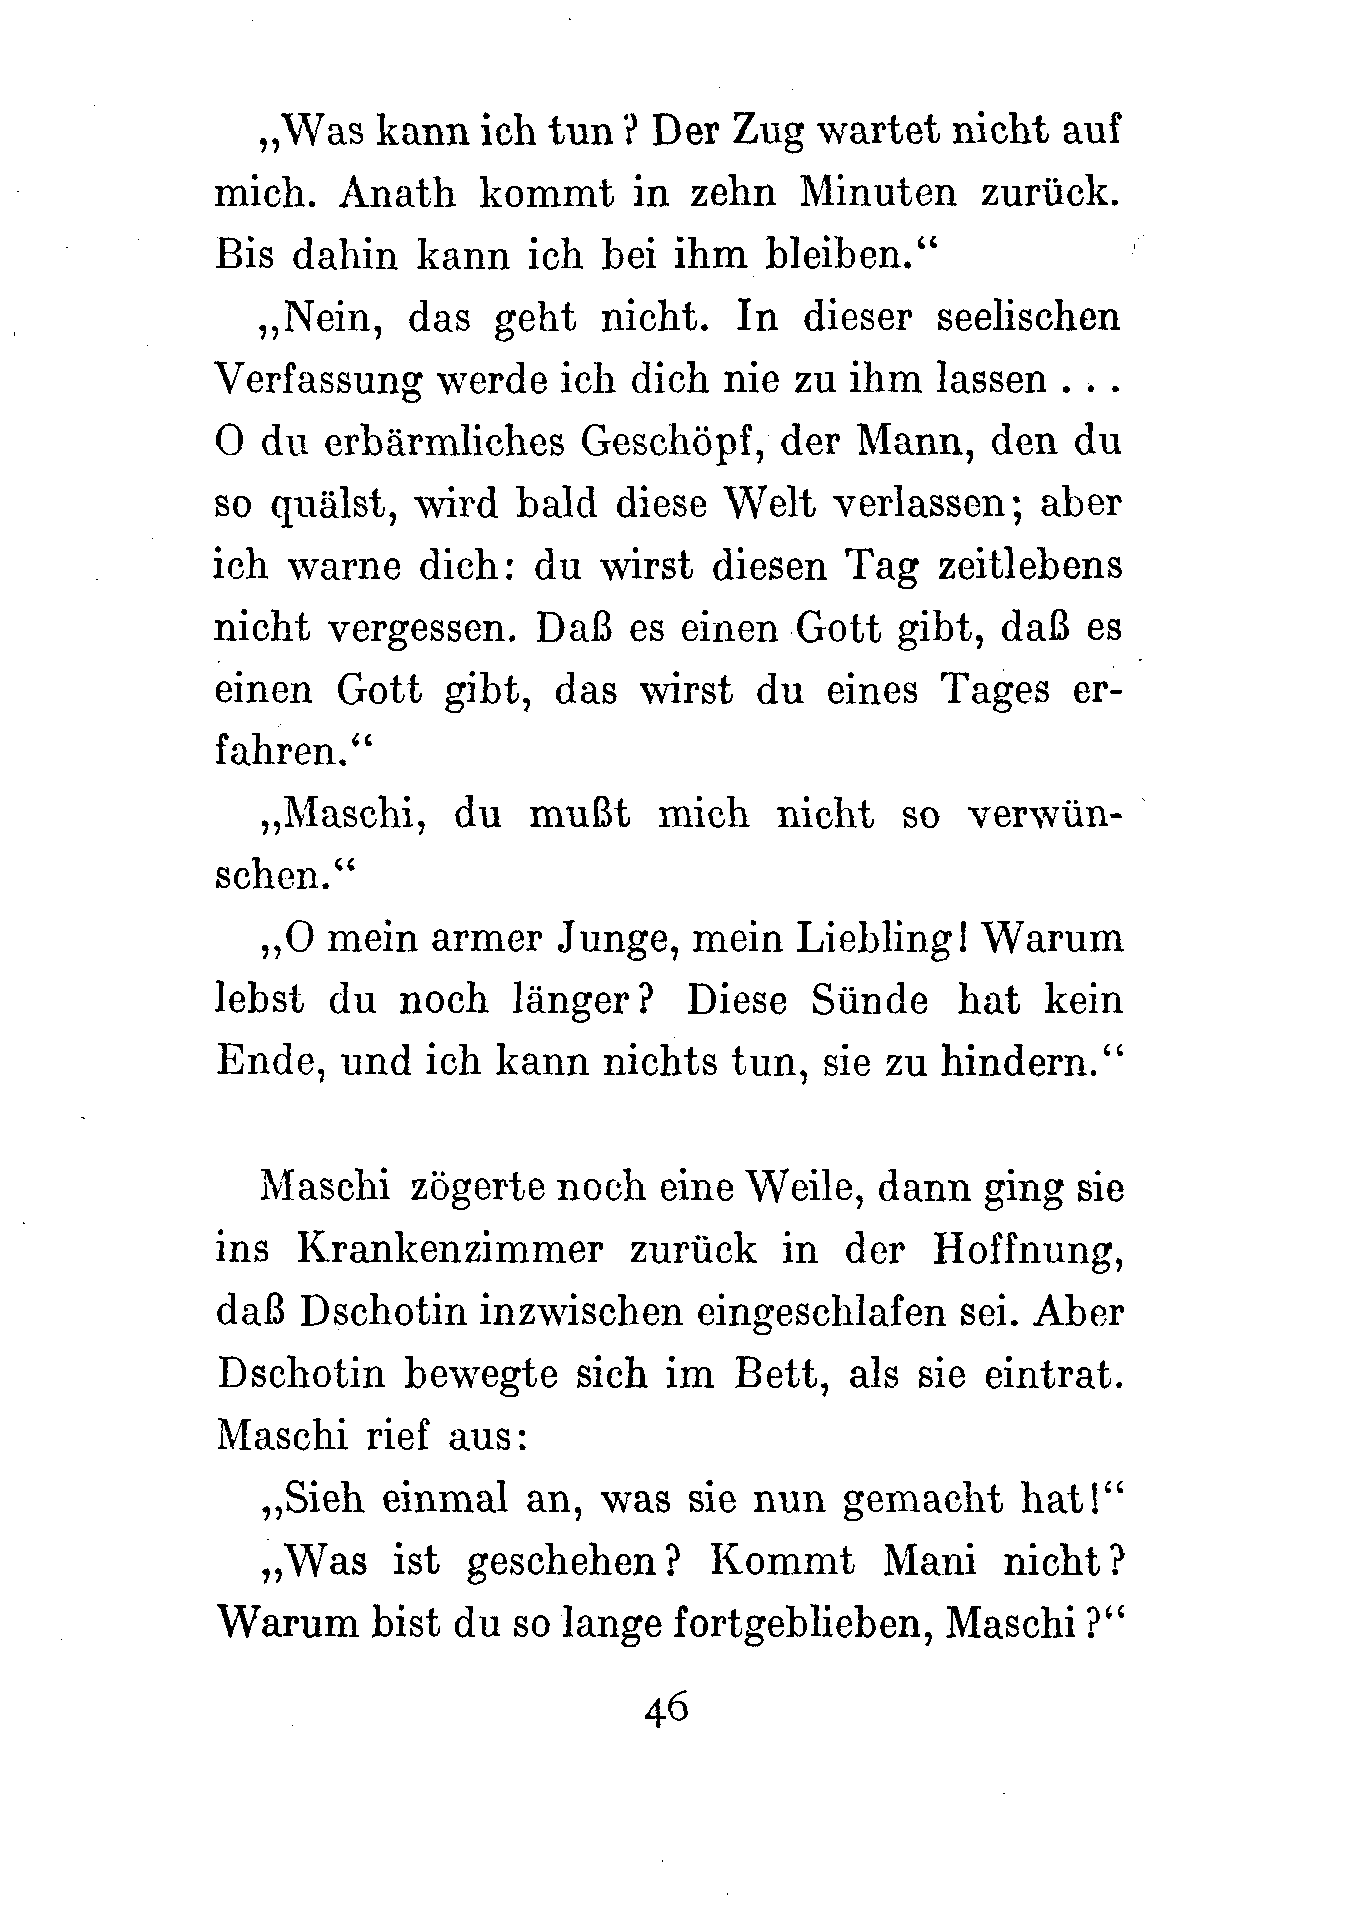 „Was kann ich tun? Der Zug wartet nicht auf
mich. Anath kommt in zehn Minuten zurück.
Bis dahin kann ich bei ihm bleiben.“
„Nein, das geht nicht. In dieser seelischen
Verfassung werde ich dich nie zu ihm lassen . . .
O du erbärmliches Geschöpf, der Mann, den du
so quälst, wird bald diese Welt verlassen; aber
ich warne dich: du wirst diesen Tag zeitlebens
nicht vergessen. Daß es einen Gott gibt, daß es
einen Gott gibt, das wirst du eines Tages er-
fahren.“
„Maschi, du mußt mich nicht so verwün-
schen.“
„O mein armer Junge, mein Liebling! Warum
lebst du noch länger? Diese Sünde hat kein
Ende, und ich kann nichts tun, sie zu hindern.“
Maschi zögerte noch eine Weile, dann ging sie
ins Krankenzimmer zurück in der Hoffnung,
daß Dschotin inzwischen eingeschlafen sei. Aber
Dschotin bewegte sich im Bett, als sie eintrat.
Maschi rief aus:
„Sieh einmal an, was sie nun gemacht hat!“
„Was ist geschehen? Kommt Mani nicht?
Warum bist du so lange fortgeblieben, Maschi?“
46